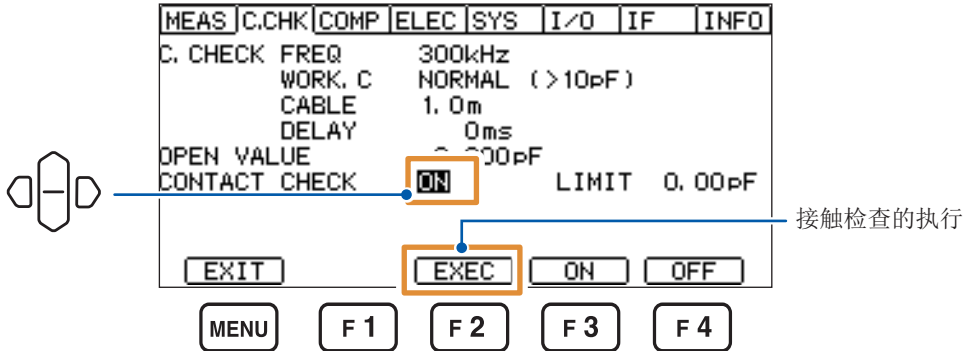 MEAS C.CHK COMP ELEC SYS I/O IF INFO
C. CHECK FREQ 300kHz
WORK. C NORMAL (>10pF)
CABLE 1. 0m
DELAY 0ms
OPEN VALUE 00pF
CONTACT CHECK ON LIMIT 0. 00pF
接触检查的执行
EXIT EXEC ON OFF
MENU F 1 F 2 F 3 F 4